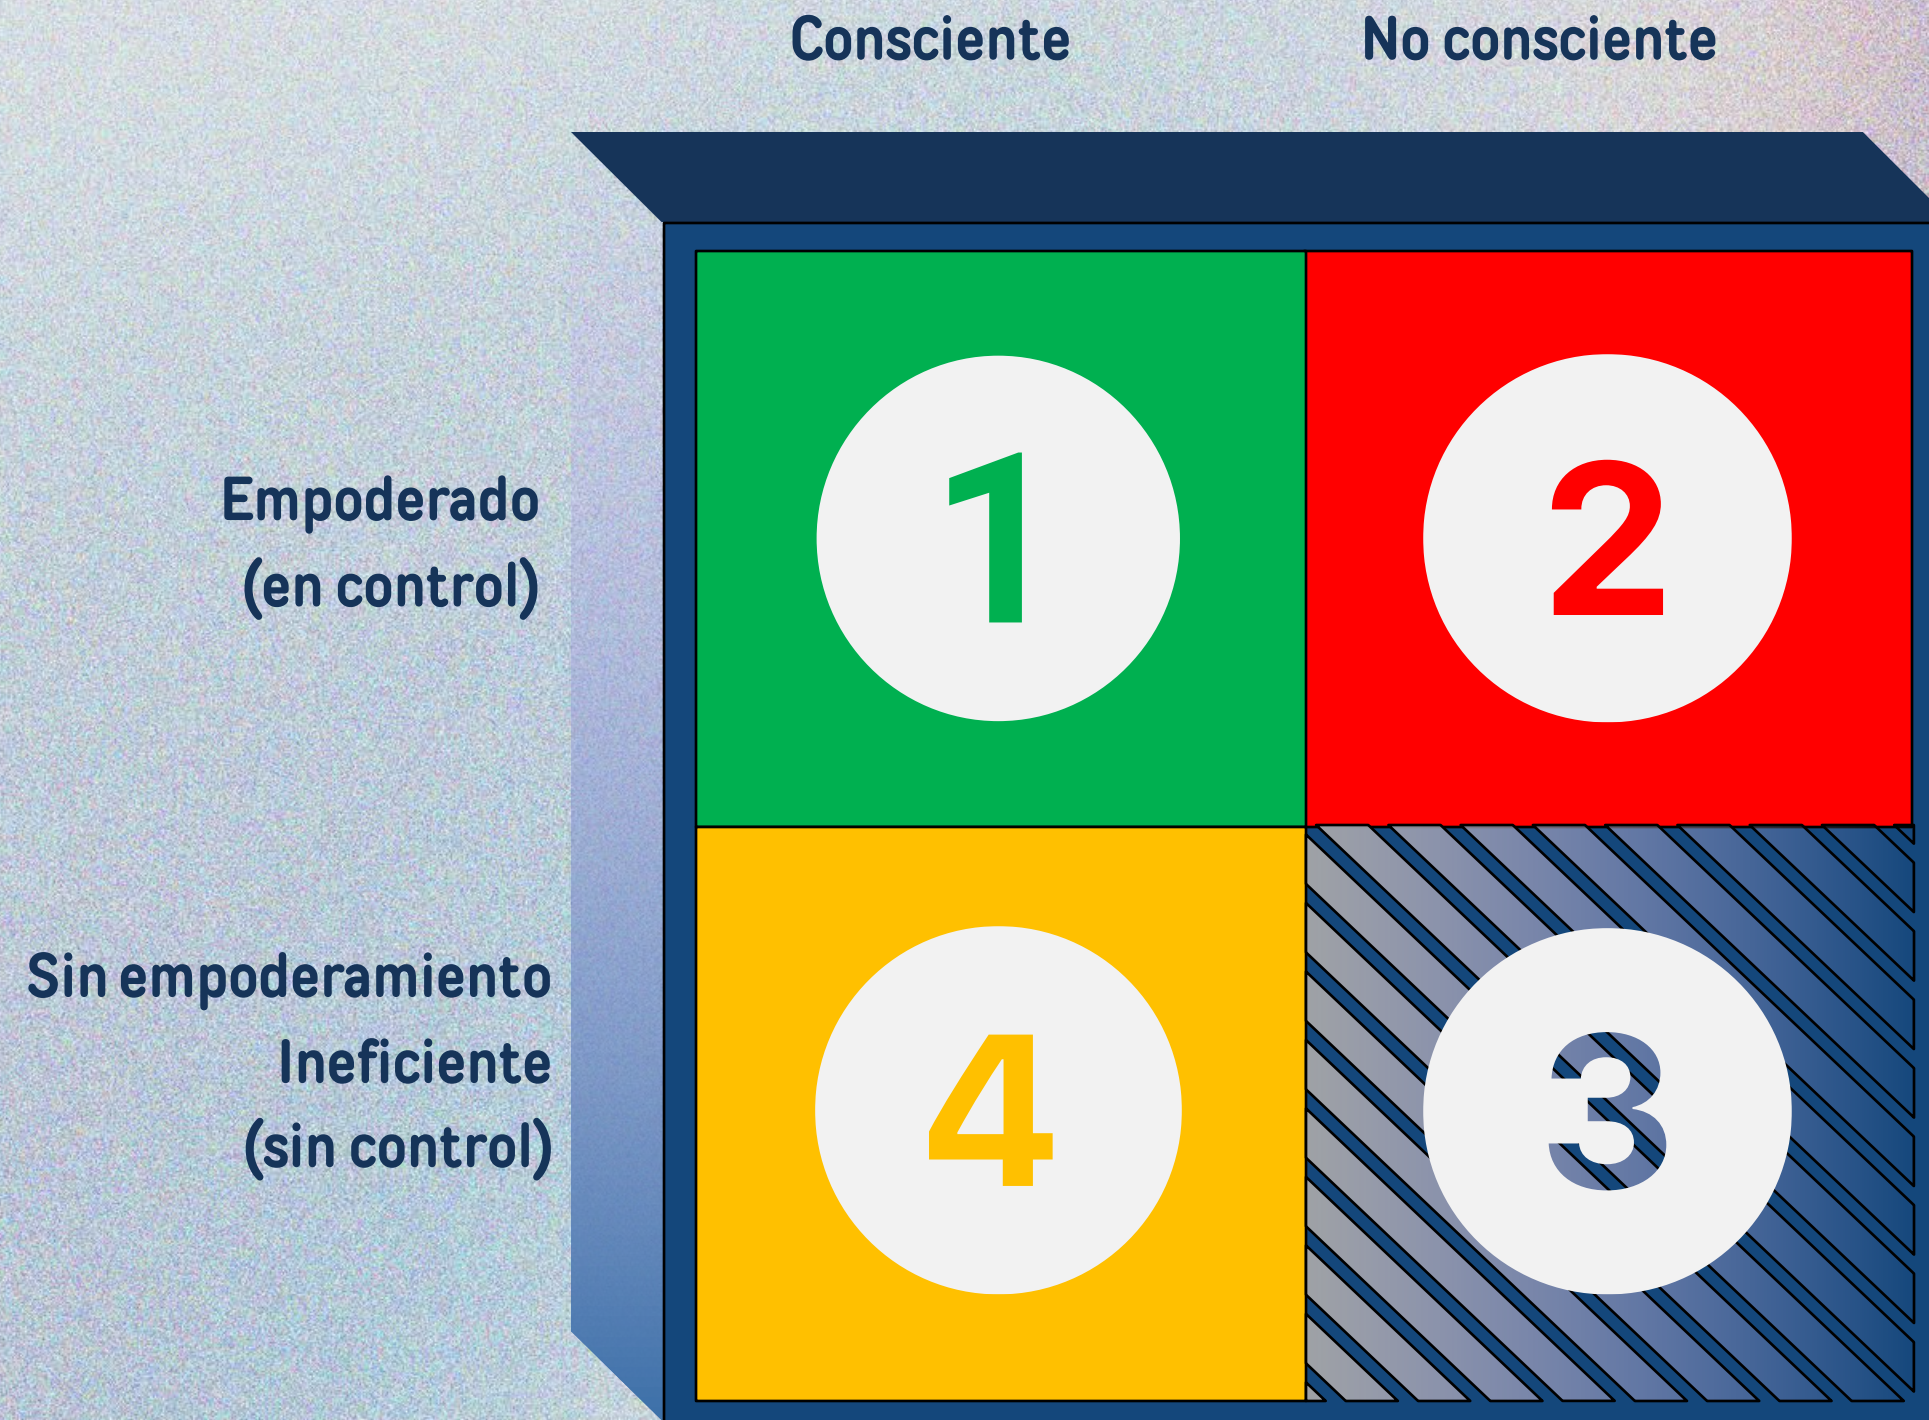 Consciente
No consciente
Empoderado
(en control)
1
2
Sin empoderamiento
Ineficiente
(sin control)
4
3